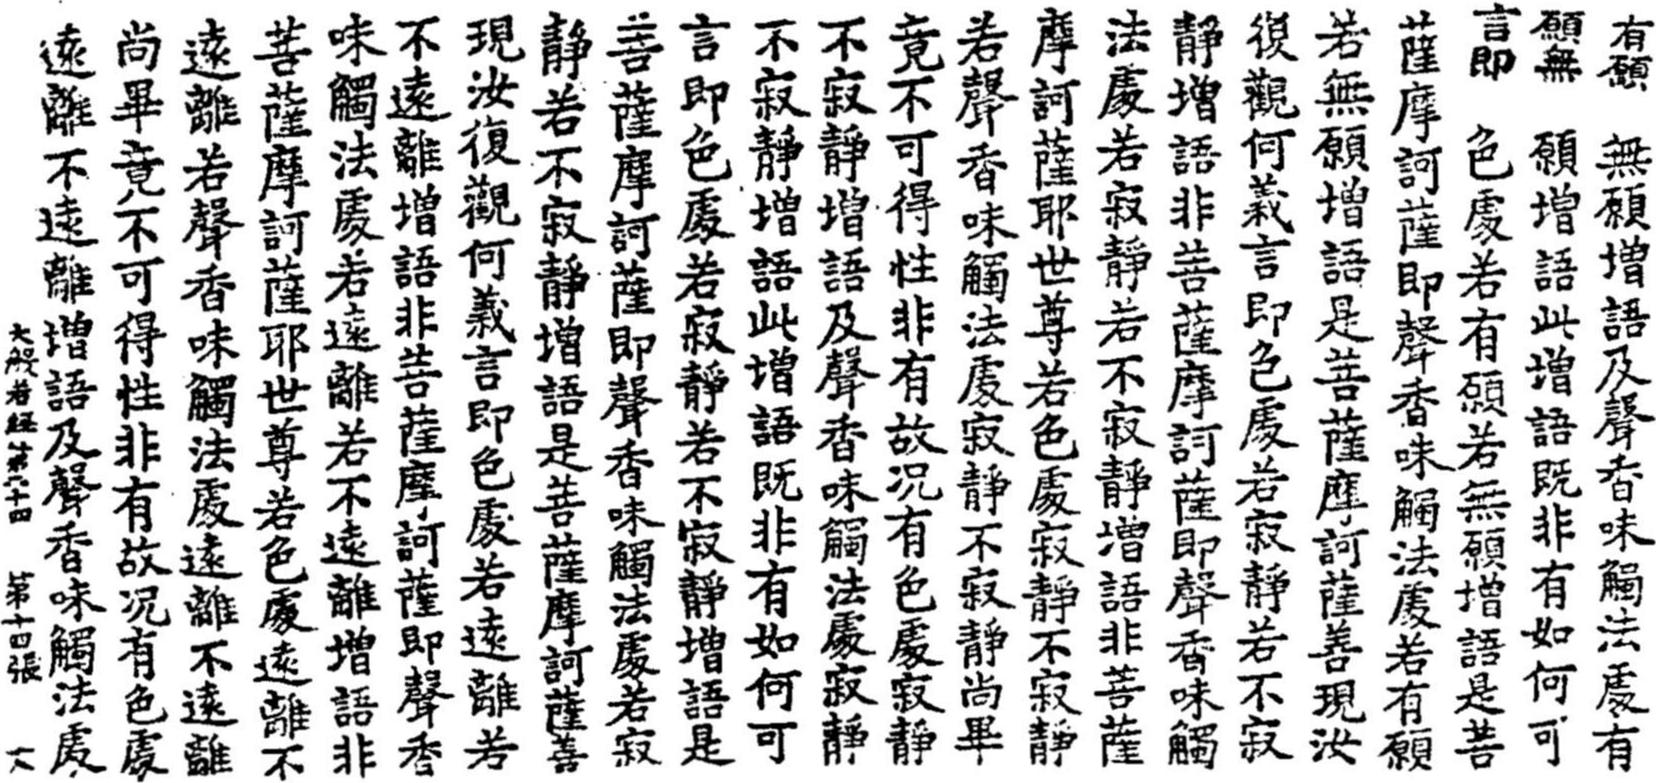 有願 無願增語及聲香味觸法處有
願無 願增語此增語既非有如何可
言即 色處若有願若無願增語是菩
薩摩訶薩即聲香味觸法處若有願
若無願增語是菩薩摩訶薩善現汝
復觀何義言即色處若寂靜若不寂
靜增語非菩薩摩訶薩即聲香味觸
法處若寂靜若不寂靜增語非菩薩
摩訶薩耶世尊若色處寂靜不寂靜
若聲香味觸法處寂靜不寂靜尚畢
竟不可得性非有故况有色處寂靜
不寂靜增語及聲香味觸法處寂靜
不寂靜增語此增語既非有如何可
言即色處若寂靜若不寂靜增語是
菩薩摩訶薩即聲香味觸法處若寂
靜若不寂靜增語是菩薩摩訶薩善
現汝復觀何義言即色處若遠離若
不遠離增語非菩薩摩訶薩即聲香
味觸法處若遠離若不遠離增語非
菩薩摩訶薩耶世尊若色處遠離不
遠離若聲香味觸法處遠離不遠離
尚畢竟不可得性非有故况有色處
遠離不遠離增語及聲香味觸法處
大般若経第二十四 第十四張